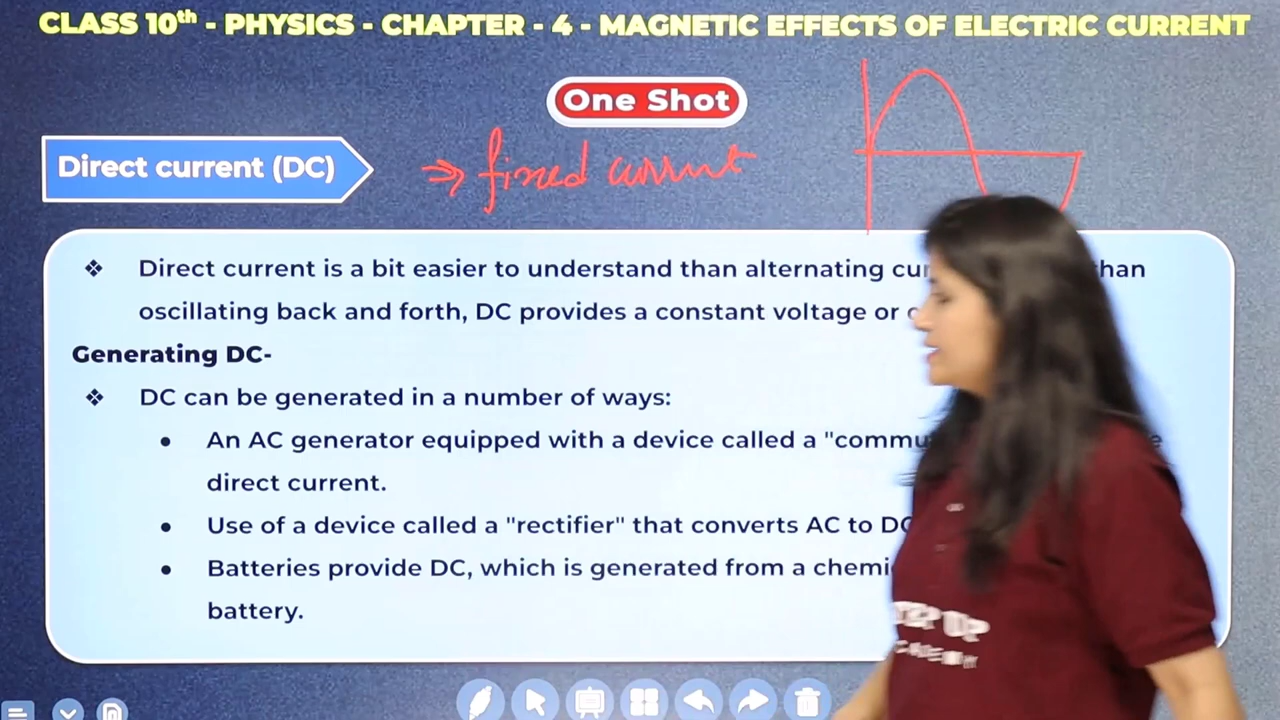 CLASS 10th - PHYSICS - CHAPTER - 4 - MAGNETIC EFFECTS OF ELECTRIC CURRENT
One Shot
Direct current (DC)
⇒ fixed current
❖ Direct current is a bit easier to understand than alternating cu than
oscillating back and forth, DC provides a constant voltage or
Generating DC-
❖ DC can be generated in a number of ways:
• An AC generator equipped with a device called a "commu e
direct current.
• Use of a device called a "rectifier" that converts AC to DC
• Batteries provide DC, which is generated from a chemi
battery.